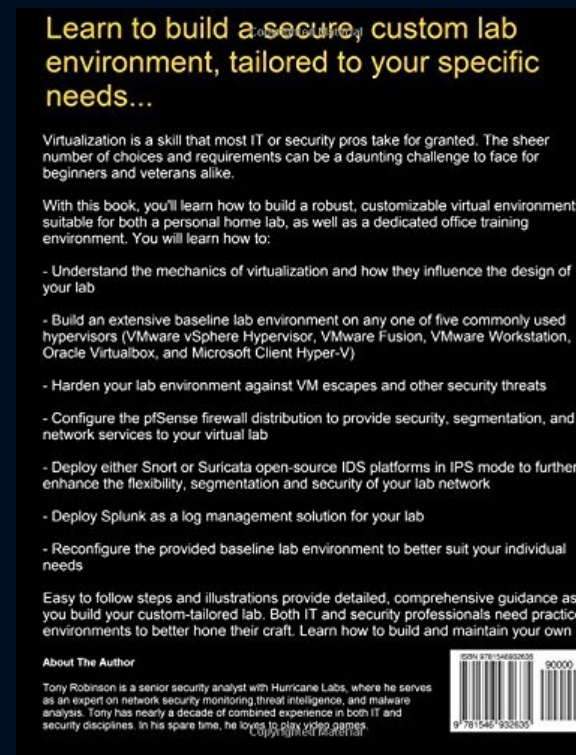 Learn to build a secure, custom lab
Copyrighted Material
environment, tailored to your specific
needs...
Virtualization is a skill that most IT or security pros take for granted. The sheer
number of choices and requirements can be a daunting challenge to face for
beginners and veterans alike.
With this book, you'll learn how to build a robust, customizable virtual environment
suitable for both a personal home lab, as well as a dedicated office training
environment. You will learn how to:
- Understand the mechanics of virtualization and how they influence the design of
your lab
- Build an extensive baseline lab environment on any one of five commonly used
hypervisors (VMware vSphere Hypervisor, VMware Fusion, VMware Workstation,
Oracle Virtualbox, and Microsoft Client Hyper-V)
- Harden your lab environment against VM escapes and other security threats
- Configure the pfSense firewall distribution to provide security, segmentation, and
network services to your virtual lab
- Deploy either Snort or Suricata open-source IDS platforms in IPS mode to further
enhance the flexibility, segmentation and security of your lab network
- Deploy Splunk as a log management solution for your lab
- Reconfigure the provided baseline lab environment to better suit your individual
needs
Easy to follow steps and illustrations provide detailed, comprehensive guidance as
you build your custom-tailored lab. Both IT and security professionals need practice
environments to better hone their craft. Learn how to build and maintain your own
About The Author
Tony Robinson is a senior security analyst with Hurricane Labs, where he serves
as an expert on network security monitoring,threat intelligence, and malware
analysis. Tony has nearly a decade of combined experience in both IT and
security disciplines. In his spare time, he loves to play video games.
Copyrighted Material
ISBN 9781546932635
90000
9 781546 932635